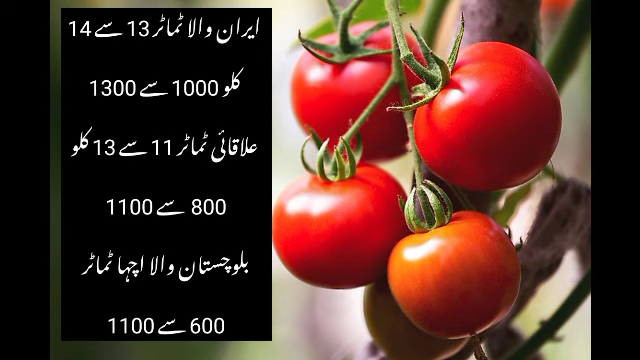 ایران والا ٹماٹر 13 سے 14
کلو 1000 سے 1300
علاقائی ٹماٹر 11 سے 13 کلو
800 سے 1100
بلوچستان والا اچہا ٹماٹر
600 سے 1100